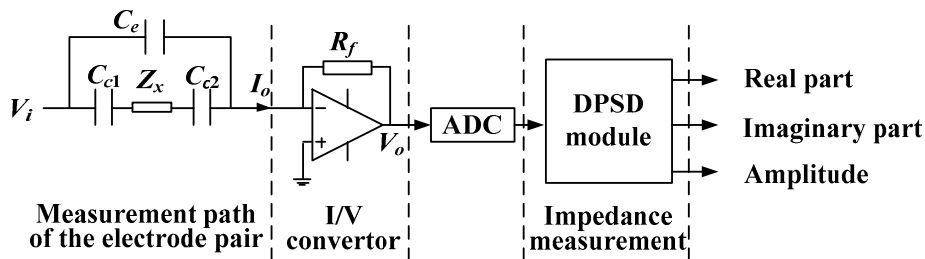 Ce
Cc1 Zx Cc2
Vi
Io
Rf
−
+
Vo
ADC
DPSD
module
Real part
Imaginary part
Amplitude
Measurement path
of the electrode pair
I/V
convertor
Impedance
measurement